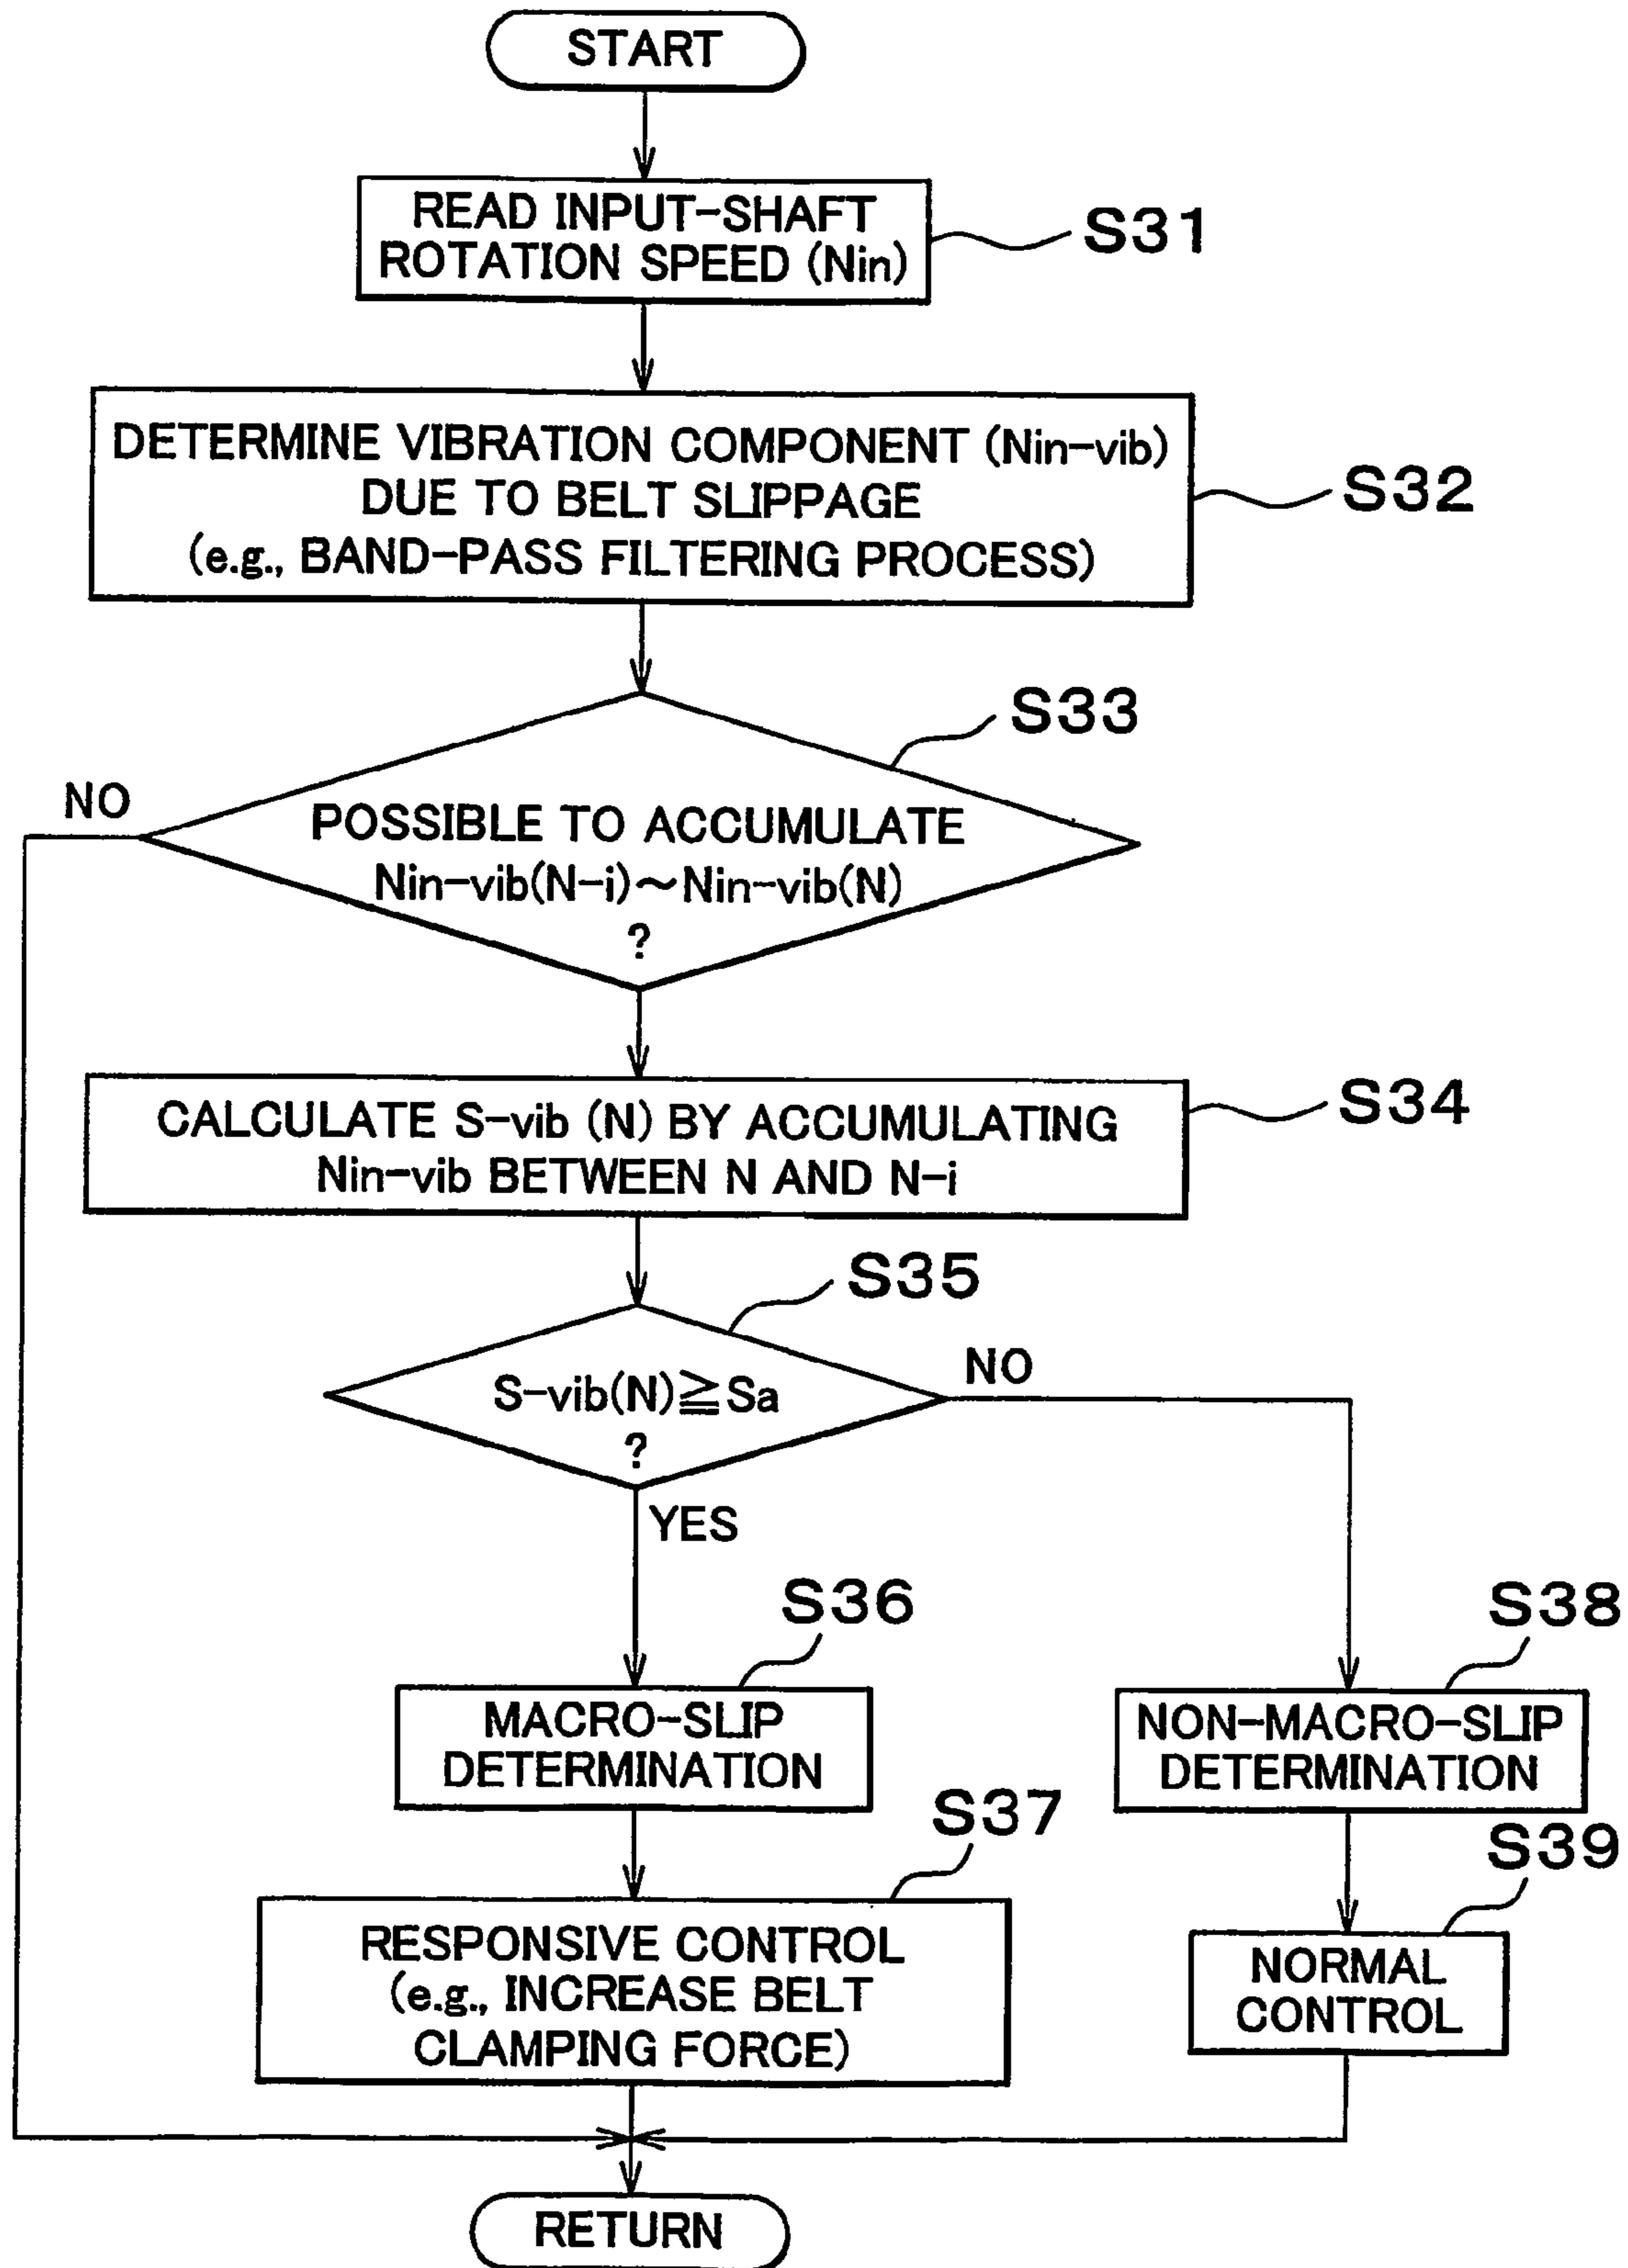 START
READ INPUT-SHAFT
ROTATION SPEED (Nin)
S31
DETERMINE VIBRATION COMPONENT (Nin-vib)
DUE TO BELT SLIPPAGE
(e.g., BAND-PASS FILTERING PROCESS)
S32
S33
NO
POSSIBLE TO ACCUMULATE
Nin-vib(N-i)～Nin-vib(N)
?
CALCULATE S-vib (N) BY ACCUMULATING
Nin-vib BETWEEN N AND N-i
S34
S35
S-vib(N)≧Sa
?
NO
YES
S36
MACRO-SLIP
DETERMINATION
S38
NON-MACRO-SLIP
DETERMINATION
S37
RESPONSIVE CONTROL
(e.g., INCREASE BELT
CLAMPING FORCE)
S39
NORMAL
CONTROL
RETURN